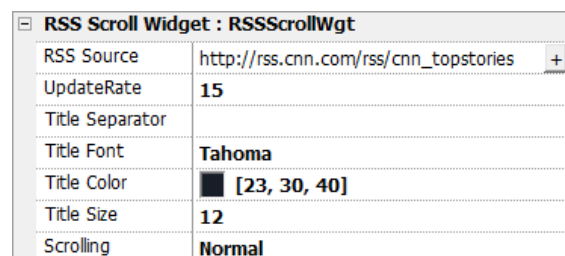 RSS Scroll Widget : RSSScrollWgt
RSS Source http://rss.cnn.com/rss/cnn_topstories +
UpdateRate 15
Title Separator
Title Font Tahoma
Title Color [23, 30, 40]
Title Size 12
Scrolling Normal